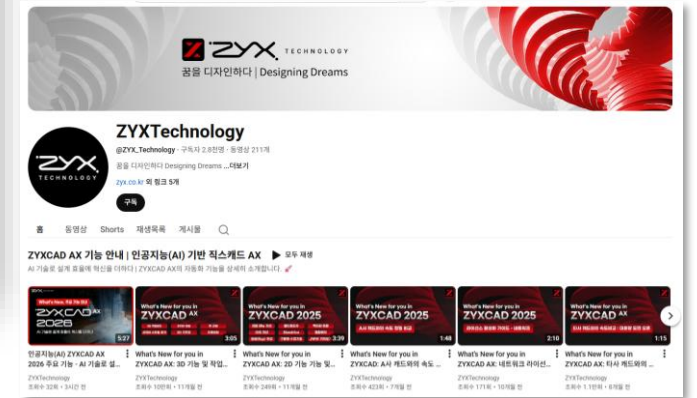 ZYX TECHNOLOGY
꿈을 디자인하다 | Designing Dreams
ZYX
TECHNOLOGY
ZYXTechnology
@ZYX_Technology · 구독자 2.8천명 · 동영상 211개
꿈을 디자인하다 Designing Dreams ...더보기
zyx.co.kr 외 링크 5개
구독
홈 동영상 Shorts 재생목록 게시물
ZYXCAD AX 기능 안내 | 인공지능(AI) 기반 직스캐드 AX ▶ 모두 재생
AI 기술로 설계 효율에 혁신을 더하다 | ZYXCAD AX의 자동화 기능을 상세히 소개합니다. 🚀
ZYXCAD AX
2026
5:27
What's New for you in
ZYXCAD AX
3:05
What's New for you in
ZYXCAD 2025
3:39
What's New for you in
ZYXCAD 2025
1:48
What's New for you in
ZYXCAD 2025
2:10
What's New for you in
ZYXCAD AX
1:15
인공지능(AI) ZYXCAD AX
2026 주요 기능 - AI 기술로 설...
ZYXTechnology
조회수 32회 · 3시간 전
What's New for you in
ZYXCAD AX: 3D 기능 및 작업...
ZYXTechnology
조회수 10만회 · 11개월 전
What's New for you in
ZYXCAD AX: 2D 기능 기능 및...
ZYXTechnology
조회수 249회 · 11개월 전
What's New for you in
ZYXCAD: A사 캐드와의 속도 ...
ZYXTechnology
조회수 423회 · 7개월 전
What's New for you in
ZYXCAD AX: 네트워크 라이선...
ZYXTechnology
조회수 171회 · 10개월 전
What's New for you in
ZYXCAD AX: 타사 캐드와의 ...
ZYXTechnology
조회수 1.1만회 · 8개월 전